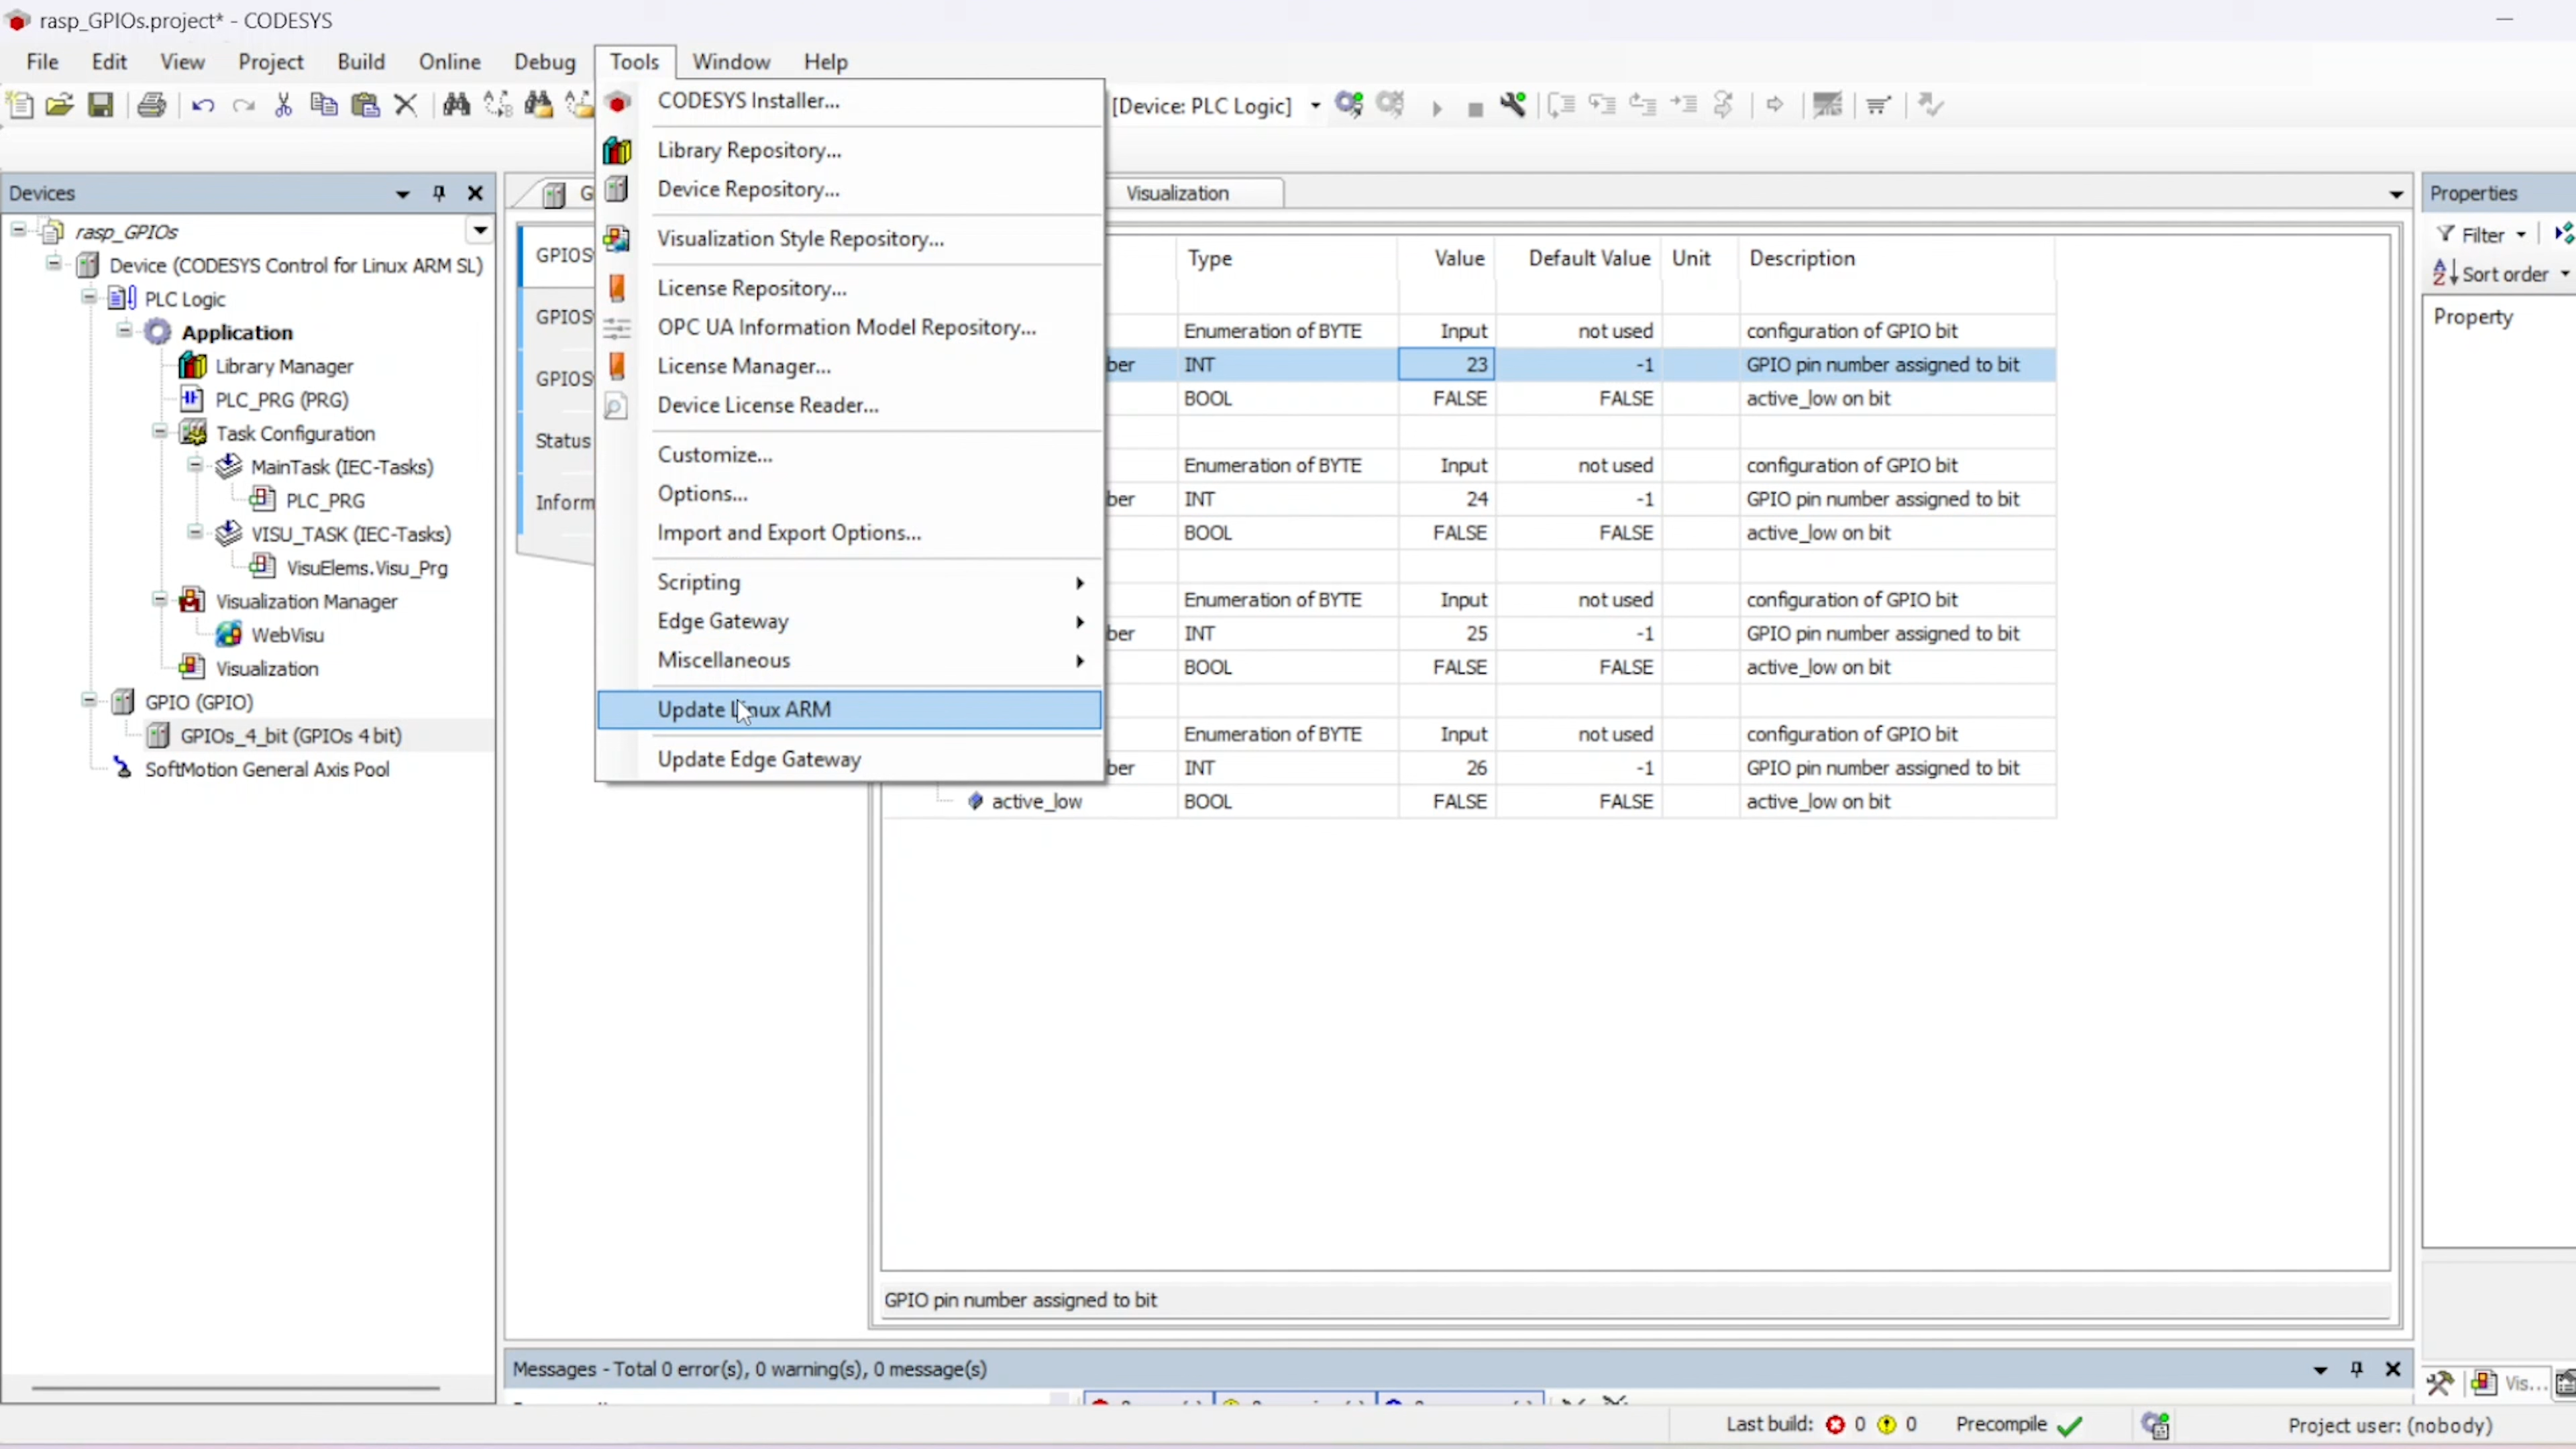 rasp_GPIOs.project* - CODESYS
File Edit View Project Build Online Debug Tools Window Help
[Device: PLC Logic]
CODESYS Installer...
Library Repository...
Device Repository...
Visualization Style Repository...
License Repository...
OPC UA Information Model Repository...
License Manager...
Device License Reader...
Customize...
Options...
Import and Export Options...
Scripting
Edge Gateway
Miscellaneous
Update Linux ARM
Update Edge Gateway
Devices
rasp_GPIOs
Device (CODESYS Control for Linux ARM SL)
PLC Logic
Application
Library Manager
PLC_PRG (PRG)
Task Configuration
MainTask (IEC-Tasks)
PLC_PRG
VISU_TASK (IEC-Tasks)
VisuElems.Visu_Prg
Visualization Manager
WebVisu
Visualization
GPIO (GPIO)
GPIOs_4_bit (GPIOs 4 bit)
SoftMotion General Axis Pool
G
Visualization
GPIOs
GPIOs
GPIOs
Status
Inform
Type Value Default Value Unit Description
Enumeration of BYTE Input not used configuration of GPIO bit
ber INT 23 -1 GPIO pin number assigned to bit
BOOL FALSE FALSE active_low on bit
Enumeration of BYTE Input not used configuration of GPIO bit
ber INT 24 -1 GPIO pin number assigned to bit
BOOL FALSE FALSE active_low on bit
Enumeration of BYTE Input not used configuration of GPIO bit
ber INT 25 -1 GPIO pin number assigned to bit
BOOL FALSE FALSE active_low on bit
Enumeration of BYTE Input not used configuration of GPIO bit
ber INT 26 -1 GPIO pin number assigned to bit
active_low BOOL FALSE FALSE active_low on bit
GPIO pin number assigned to bit
Properties
Filter
Sort order
Property
Vis...
Messages - Total 0 error(s), 0 warning(s), 0 message(s)
Last build: 0 0 Precompile Project user: (nobody)